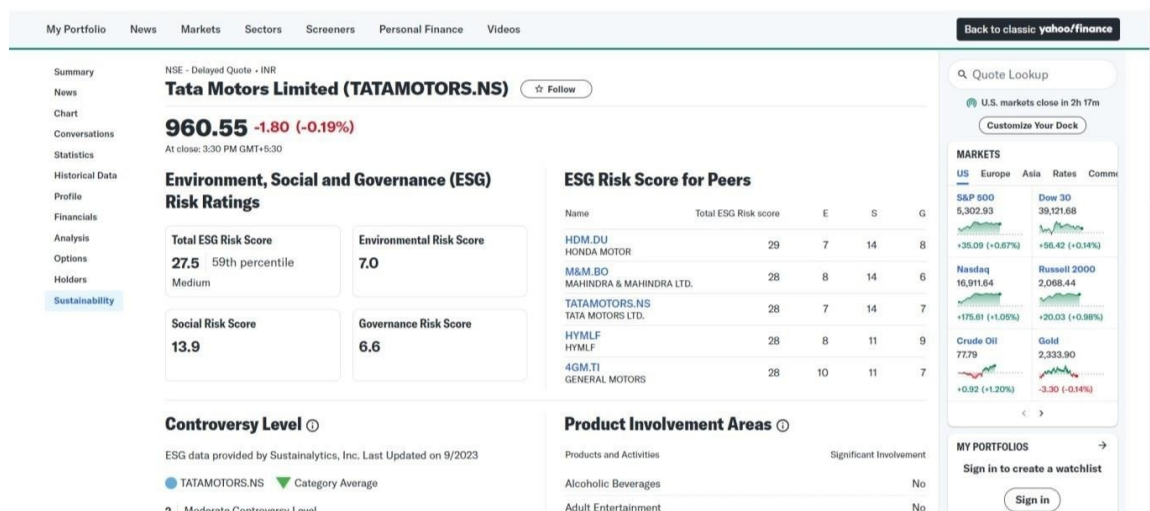 My Portfolio News Markets Sectors Screeners Personal Finance Videos
Back to classic yahoo!finance
Summary
News
Chart
Conversations
Statistics
Historical Data
Profile
Financials
Analysis
Options
Holders
Sustainability
NSE - Delayed Quote • INR
Tata Motors Limited (TATAMOTORS.NS)
Follow
960.55 -1.80 (-0.19%)
At close: 3:30 PM GMT+5:30
Environment, Social and Governance (ESG)
Risk Ratings
Total ESG Risk Score
27.5 59th percentile
Medium
Environmental Risk Score
7.0
Social Risk Score
13.9
Governance Risk Score
6.6
ESG Risk Score for Peers
Name Total ESG Risk score E S G
HDM.DU 29 7 14 8
HONDA MOTOR
M&M.BO 28 8 14 6
MAHINDRA & MAHINDRA LTD.
TATAMOTORS.NS 28 7 14 7
TATA MOTORS LTD.
HYMLF 28 8 11 9
HYMLF
4GM.TI 28 10 11 7
GENERAL MOTORS
Controversy Level
ESG data provided by Sustainalytics, Inc. Last Updated on 9/2023
TATAMOTORS.NS Category Average
2 Moderate Controversy Level
Product Involvement Areas
Products and Activities Significant Involvement
Alcoholic Beverages No
Adult Entertainment No
Quote Lookup
U.S. markets close in 2h 17m
Customize Your Dock
MARKETS
US Europe Asia Rates Comm
S&P 500 Dow 30
5,302.93 39,121.68
+35.09 (+0.67%) +56.42 (+0.14%)
Nasdaq Russell 2000
16,911.64 2,068.44
+175.61 (+1.05%) +20.03 (+0.98%)
Crude Oil Gold
77.79 2,333.90
+0.92 (+1.20%) -3.30 (-0.14%)
MY PORTFOLIOS
Sign in to create a watchlist
Sign in